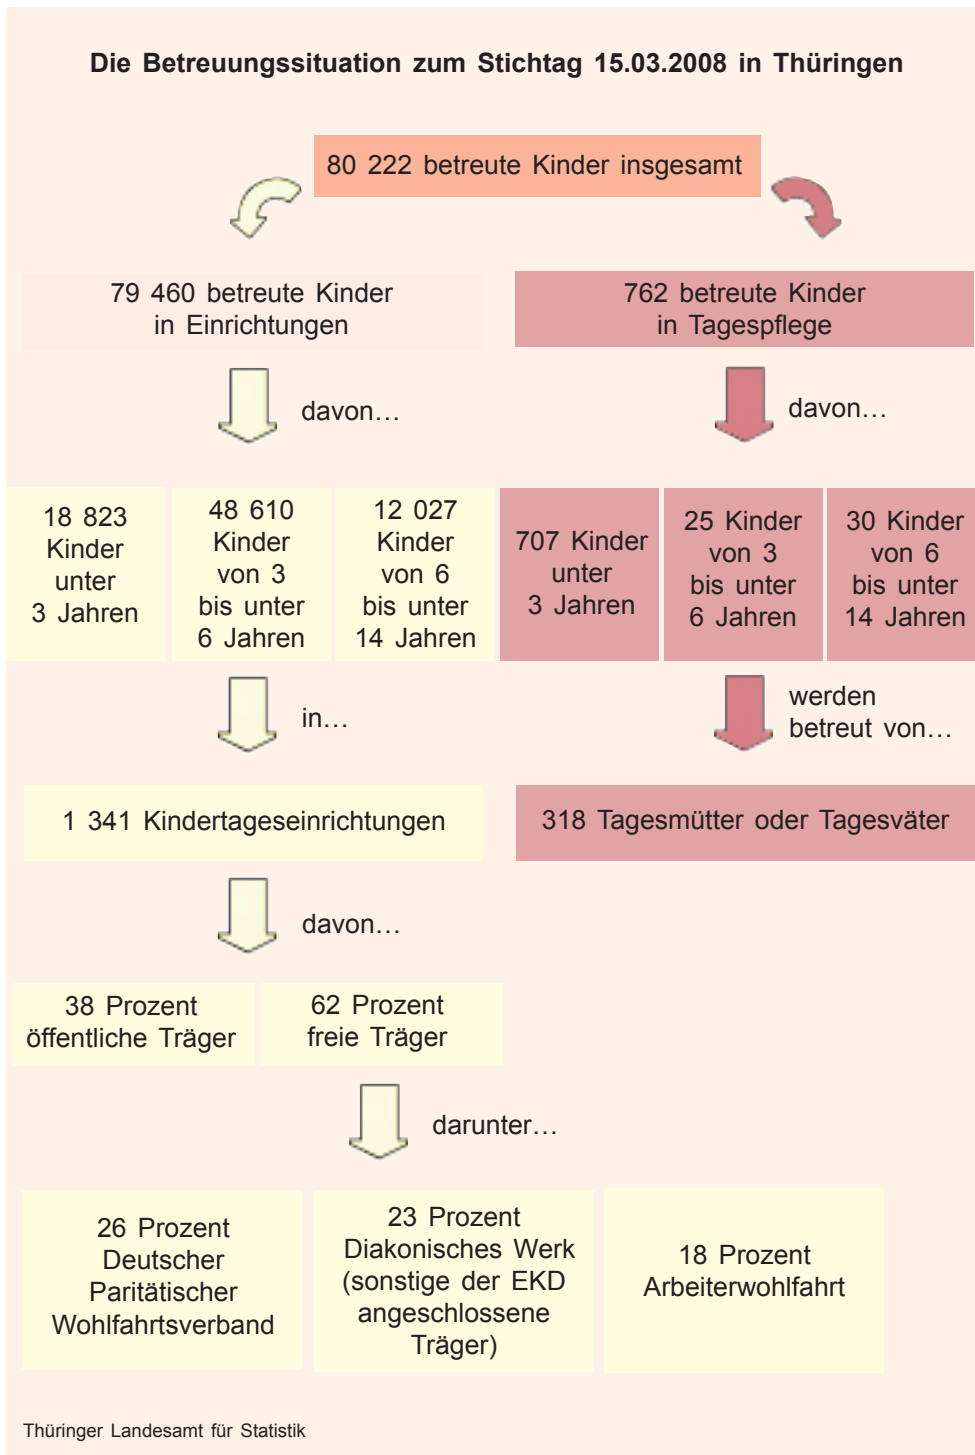 Die Betreuungssituation zum Stichtag 15.03.2008 in Thüringen
80 222 betreute Kinder insgesamt
79 460 betreute Kinder
in Einrichtungen
762 betreute Kinder
in Tagespflege
davon…
davon…
18 823
Kinder
unter
3 Jahren
48 610
Kinder
von 3
bis unter
6 Jahren
12 027
Kinder
von 6
bis unter
14 Jahren
707 Kinder
unter
3 Jahren
25 Kinder
von 3
bis unter
6 Jahren
30 Kinder
von 6
bis unter
14 Jahren
in…
werden
betreut von…
1 341 Kindertageseinrichtungen
318 Tagesmütter oder Tagesväter
davon…
38 Prozent
öffentliche Träger
62 Prozent
freie Träger
darunter…
26 Prozent
Deutscher
Paritätischer
Wohlfahrtsverband
23 Prozent
Diakonisches Werk
(sonstige der EKD
angeschlossene
Träger)
18 Prozent
Arbeiterwohlfahrt
Thüringer Landesamt für Statistik